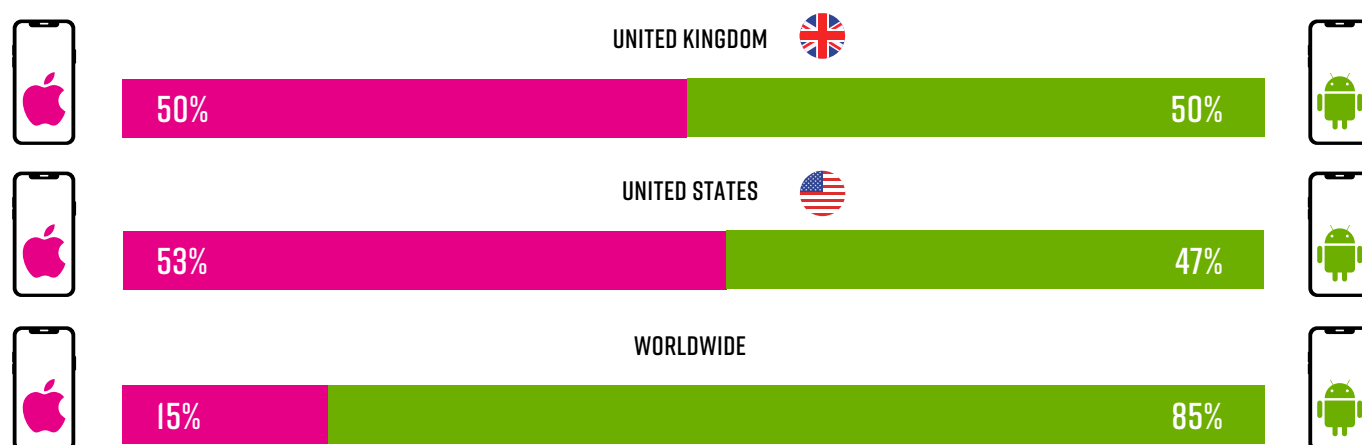 UNITED KINGDOM
50% 50%
UNITED STATES
53% 47%
WORLDWIDE
15% 85%